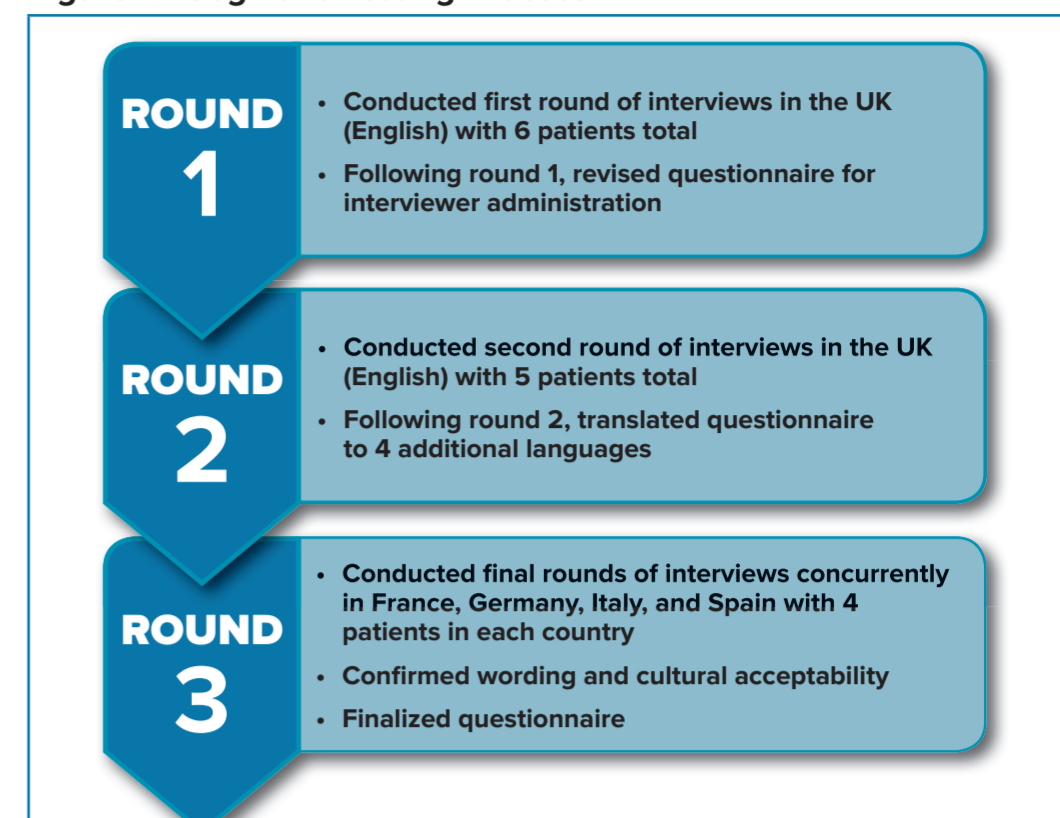 ROUND
1
• Conducted first round of interviews in the UK
(English) with 6 patients total
• Following round 1, revised questionnaire for
interviewer administration
ROUND
2
• Conducted second round of interviews in the UK
(English) with 5 patients total
• Following round 2, translated questionnaire
to 4 additional languages
ROUND
3
• Conducted final rounds of interviews concurrently
in France, Germany, Italy, and Spain with 4
patients in each country
• Confirmed wording and cultural acceptability
• Finalized questionnaire